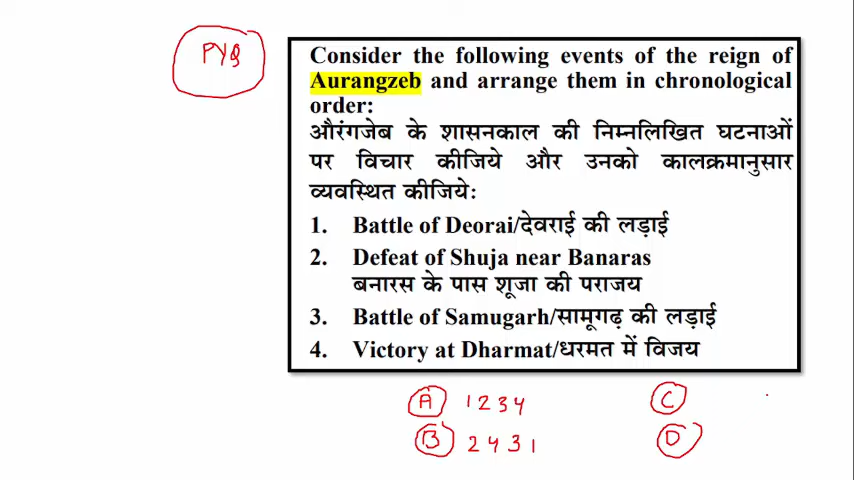 PYQ
Consider the following events of the reign of
Aurangzeb and arrange them in chronological
order:
औरंगजेब के शासनकाल की निम्नलिखित घटनाओं
पर विचार कीजिये और उनको कालक्रमानुसार
व्यवस्थित कीजिये:
1. Battle of Deorai/देवराई की लड़ाई
2. Defeat of Shuja near Banaras
बनारस के पास शूजा की पराजय
3. Battle of Samugarh/सामूगढ़ की लड़ाई
4. Victory at Dharmat/धरमत में विजय
A 1234 C
B 2431 D